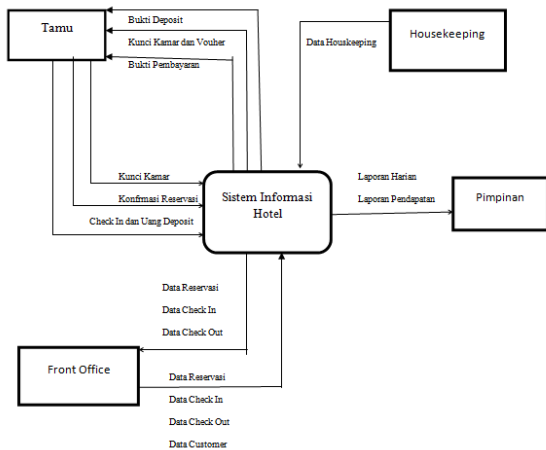 Tamu
Bukti Deposit
Kunci Kamar dan Vouher
Bukti Pembayaran
Housekeeping
Data Houskeeping
Kunci Kamar
Konfrmasi Reservasi
Check In dan Uang Deposit
Sistem Informasi
Hotel
Laporan Harian
Laporan Pendapatan
Pimpinan
Data Reservasi
Data Check In
Data Check Out
Front Office
Data Reservasi
Data Check In
Data Check Out
Data Customer